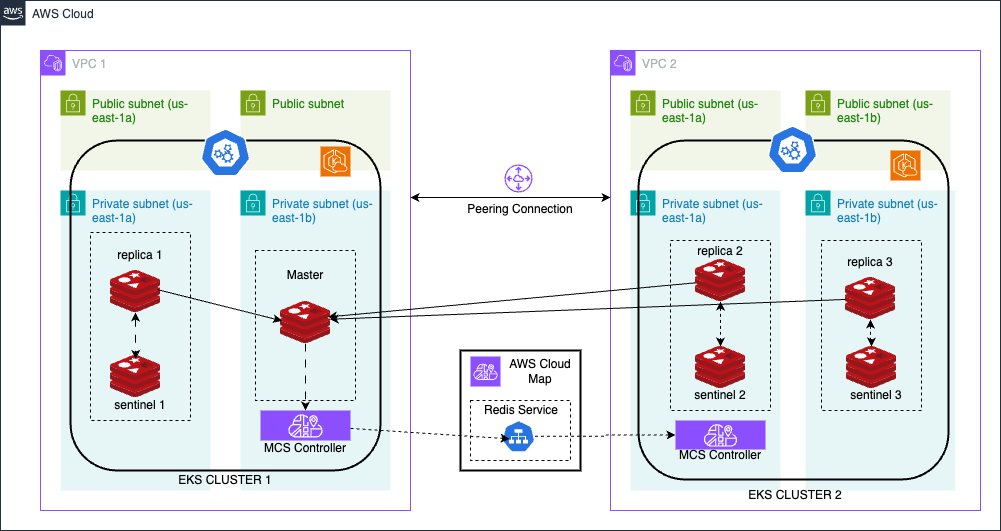 aws
AWS Cloud
VPC 1
Public subnet (us-
east-1a)
Public subnet
Private subnet (us-
east-1a)
Private subnet (us-
east-1b)
replica 1
Master
sentinel 1
MCS Controller
EKS CLUSTER 1
Peering Connection
AWS Cloud
Map
Redis Service
VPC 2
Public subnet (us-
east-1a)
Public subnet (us-
east-1b)
Private subnet (us-
east-1a)
Private subnet (us-
east-1b)
replica 2
replica 3
sentinel 2
sentinel 3
MCS Controller
EKS CLUSTER 2